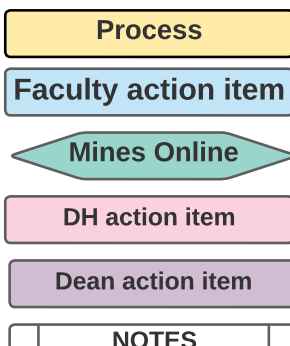 Process
Faculty action item
Mines Online
DH action item
Dean action item
NOTES